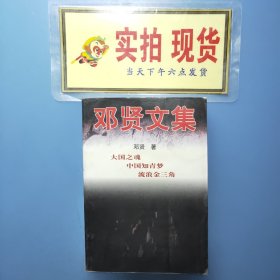 实拍 现货
当天下午六点发货
邓贤文集
邓贤 著
大国之魂
中国知青梦
流浪金三角